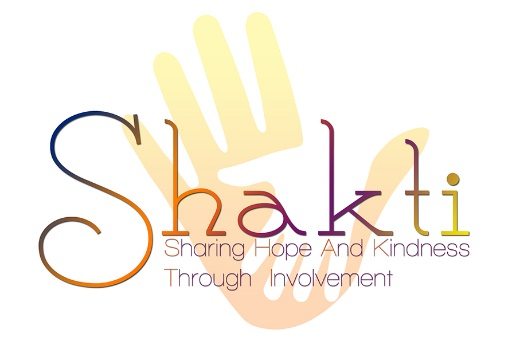 Shakti
Sharing Hope And Kindness
Through Involvement